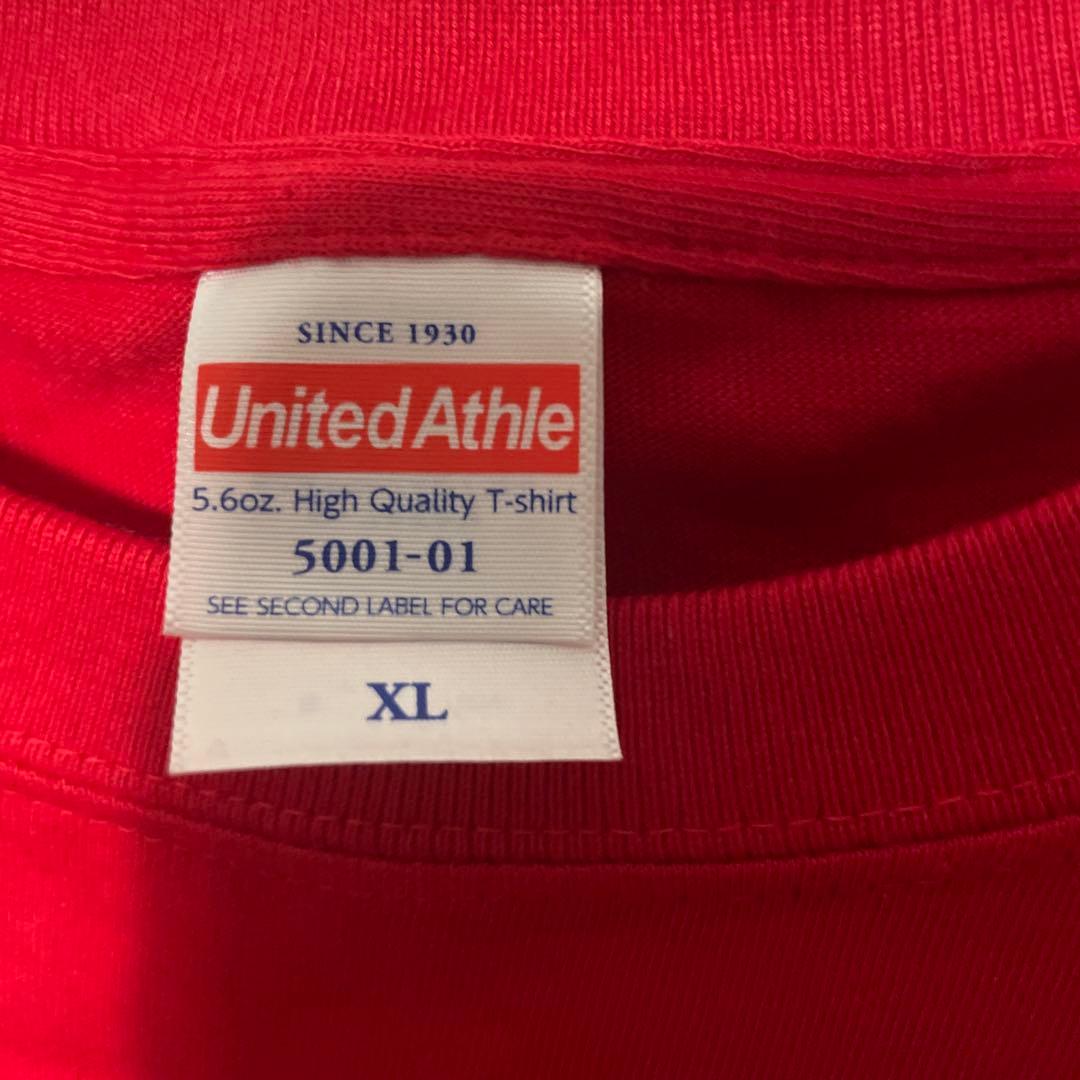 SINCE 1930
United Athle
5.6oz. High Quality T-shirt
5001-01
SEE SECOND LABEL FOR CARE
XL